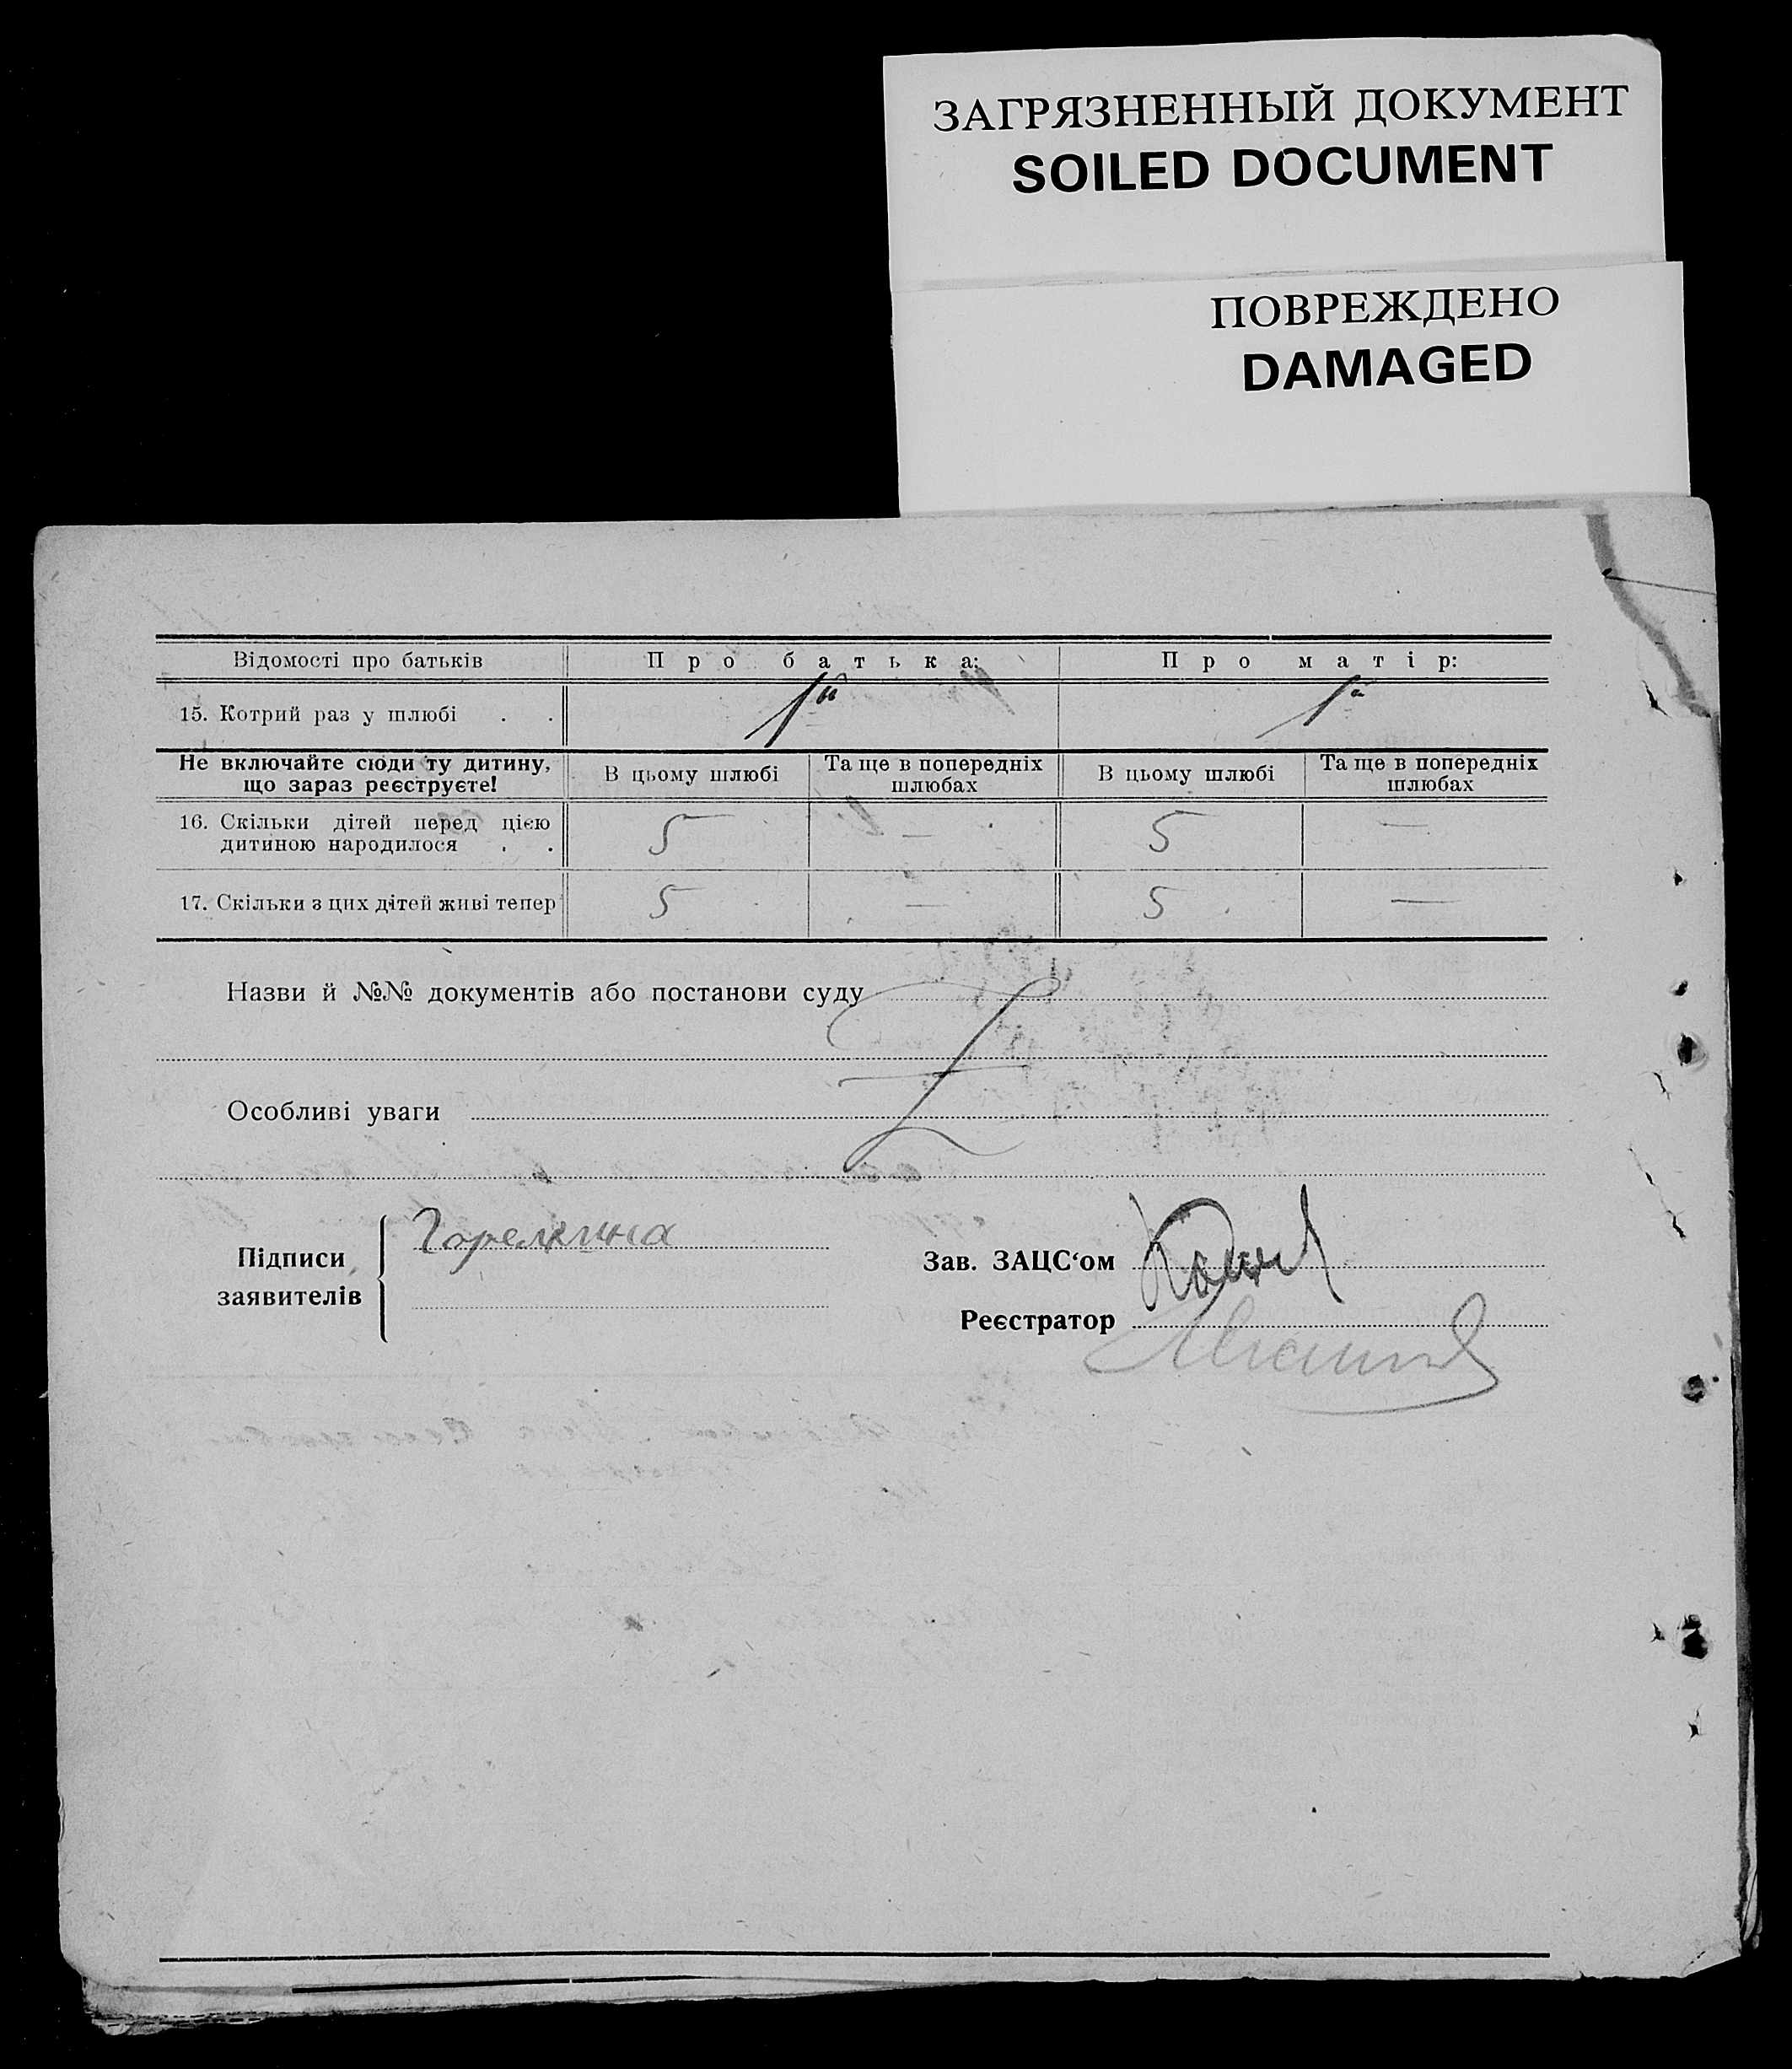 ЗАГРЯЗНЕННЫЙ ДОКУМЕНТ
SOILED DOCUMENT
ПОВРЕЖДЕНО
DAMAGED
Відомості про батьків Про батька: Про матір:
15. Котрий раз у шлюбі . . 1й 1й
Не включайте сюди ту дитину, що зараз реєструєте! В цьому шлюбі Та ще в попередніх шлюбах В цьому шлюбі Та ще в попередніх шлюбах
16. Скільки дітей перед цією
дитиною народилося . . 5 — 5 —
17. Скільки з цих дітей живі тепер 5 — 5 —
Назви й №№ документів або постанови суду
Особливі уваги
Підписи заявителів Горелкина
Зав. ЗАЦС‘ом
Реєстратор